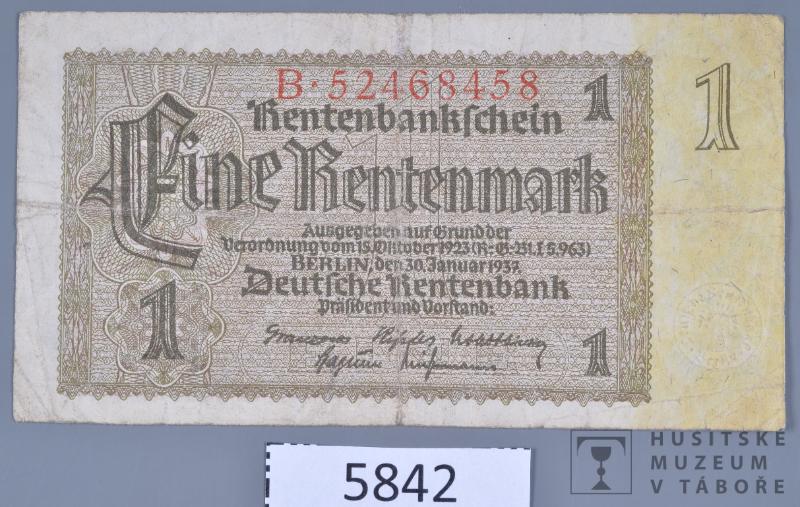 B·52468458
1
1
Rentenbankschein
Eine Rentenmark
Ausgegeben auf Grund der
Verordnung vom 15. Oktober 1923 (R-G-Bl. I S. 963)
BERLIN, den 30. Januar 1937
Deutsche Rentenbank
Präsident und Vorstand:
1
1
5842
HUSITSKÉ
MUZEUM
V TÁBOŘE